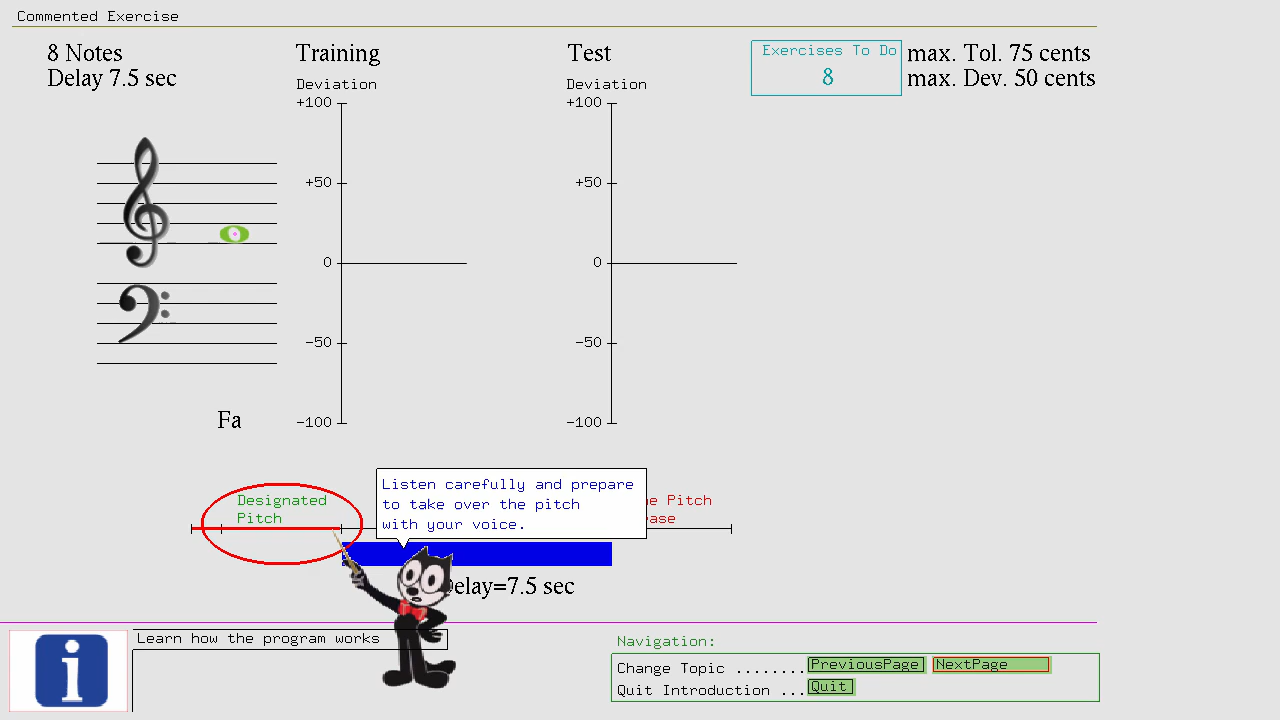 Commented Exercise
8 Notes
Delay 7.5 sec
Training
Deviation
+100
+50
0
-50
-100
Test
Deviation
+100
+50
0
-50
-100
Exercises To Do
8
max. Tol. 75 cents
max. Dev. 50 cents
Fa
Designated
Pitch
Listen carefully and prepare
to take over the pitch
with your voice.
Pitch
Delay=7.5 sec
i
Learn how the program works
Navigation:
Change Topic ........
PreviousPage
NextPage
Quit Introduction ...
Quit